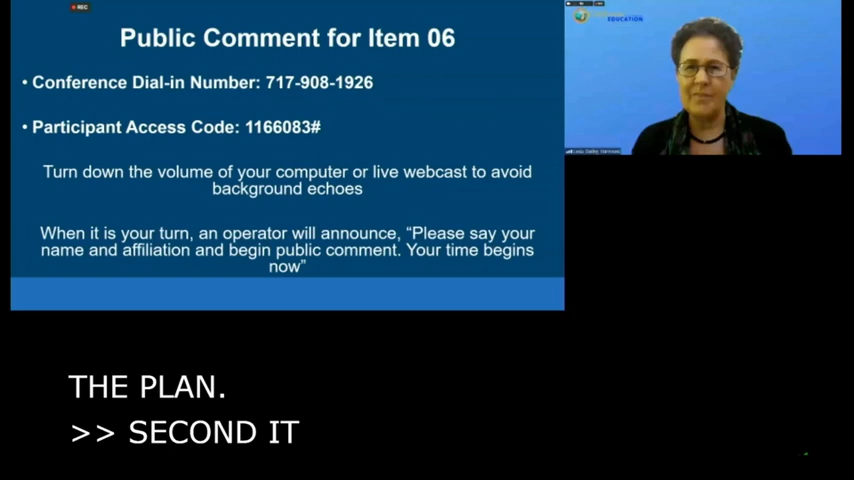 REC
Public Comment for Item 06
• Conference Dial-in Number: 717-908-1926
• Participant Access Code: 1166083#
Turn down the volume of your computer or live webcast to avoid
background echoes
When it is your turn, an operator will announce, “Please say your
name and affiliation and begin public comment. Your time begins
now”
EDUCATION
THE PLAN.
>> SECOND IT